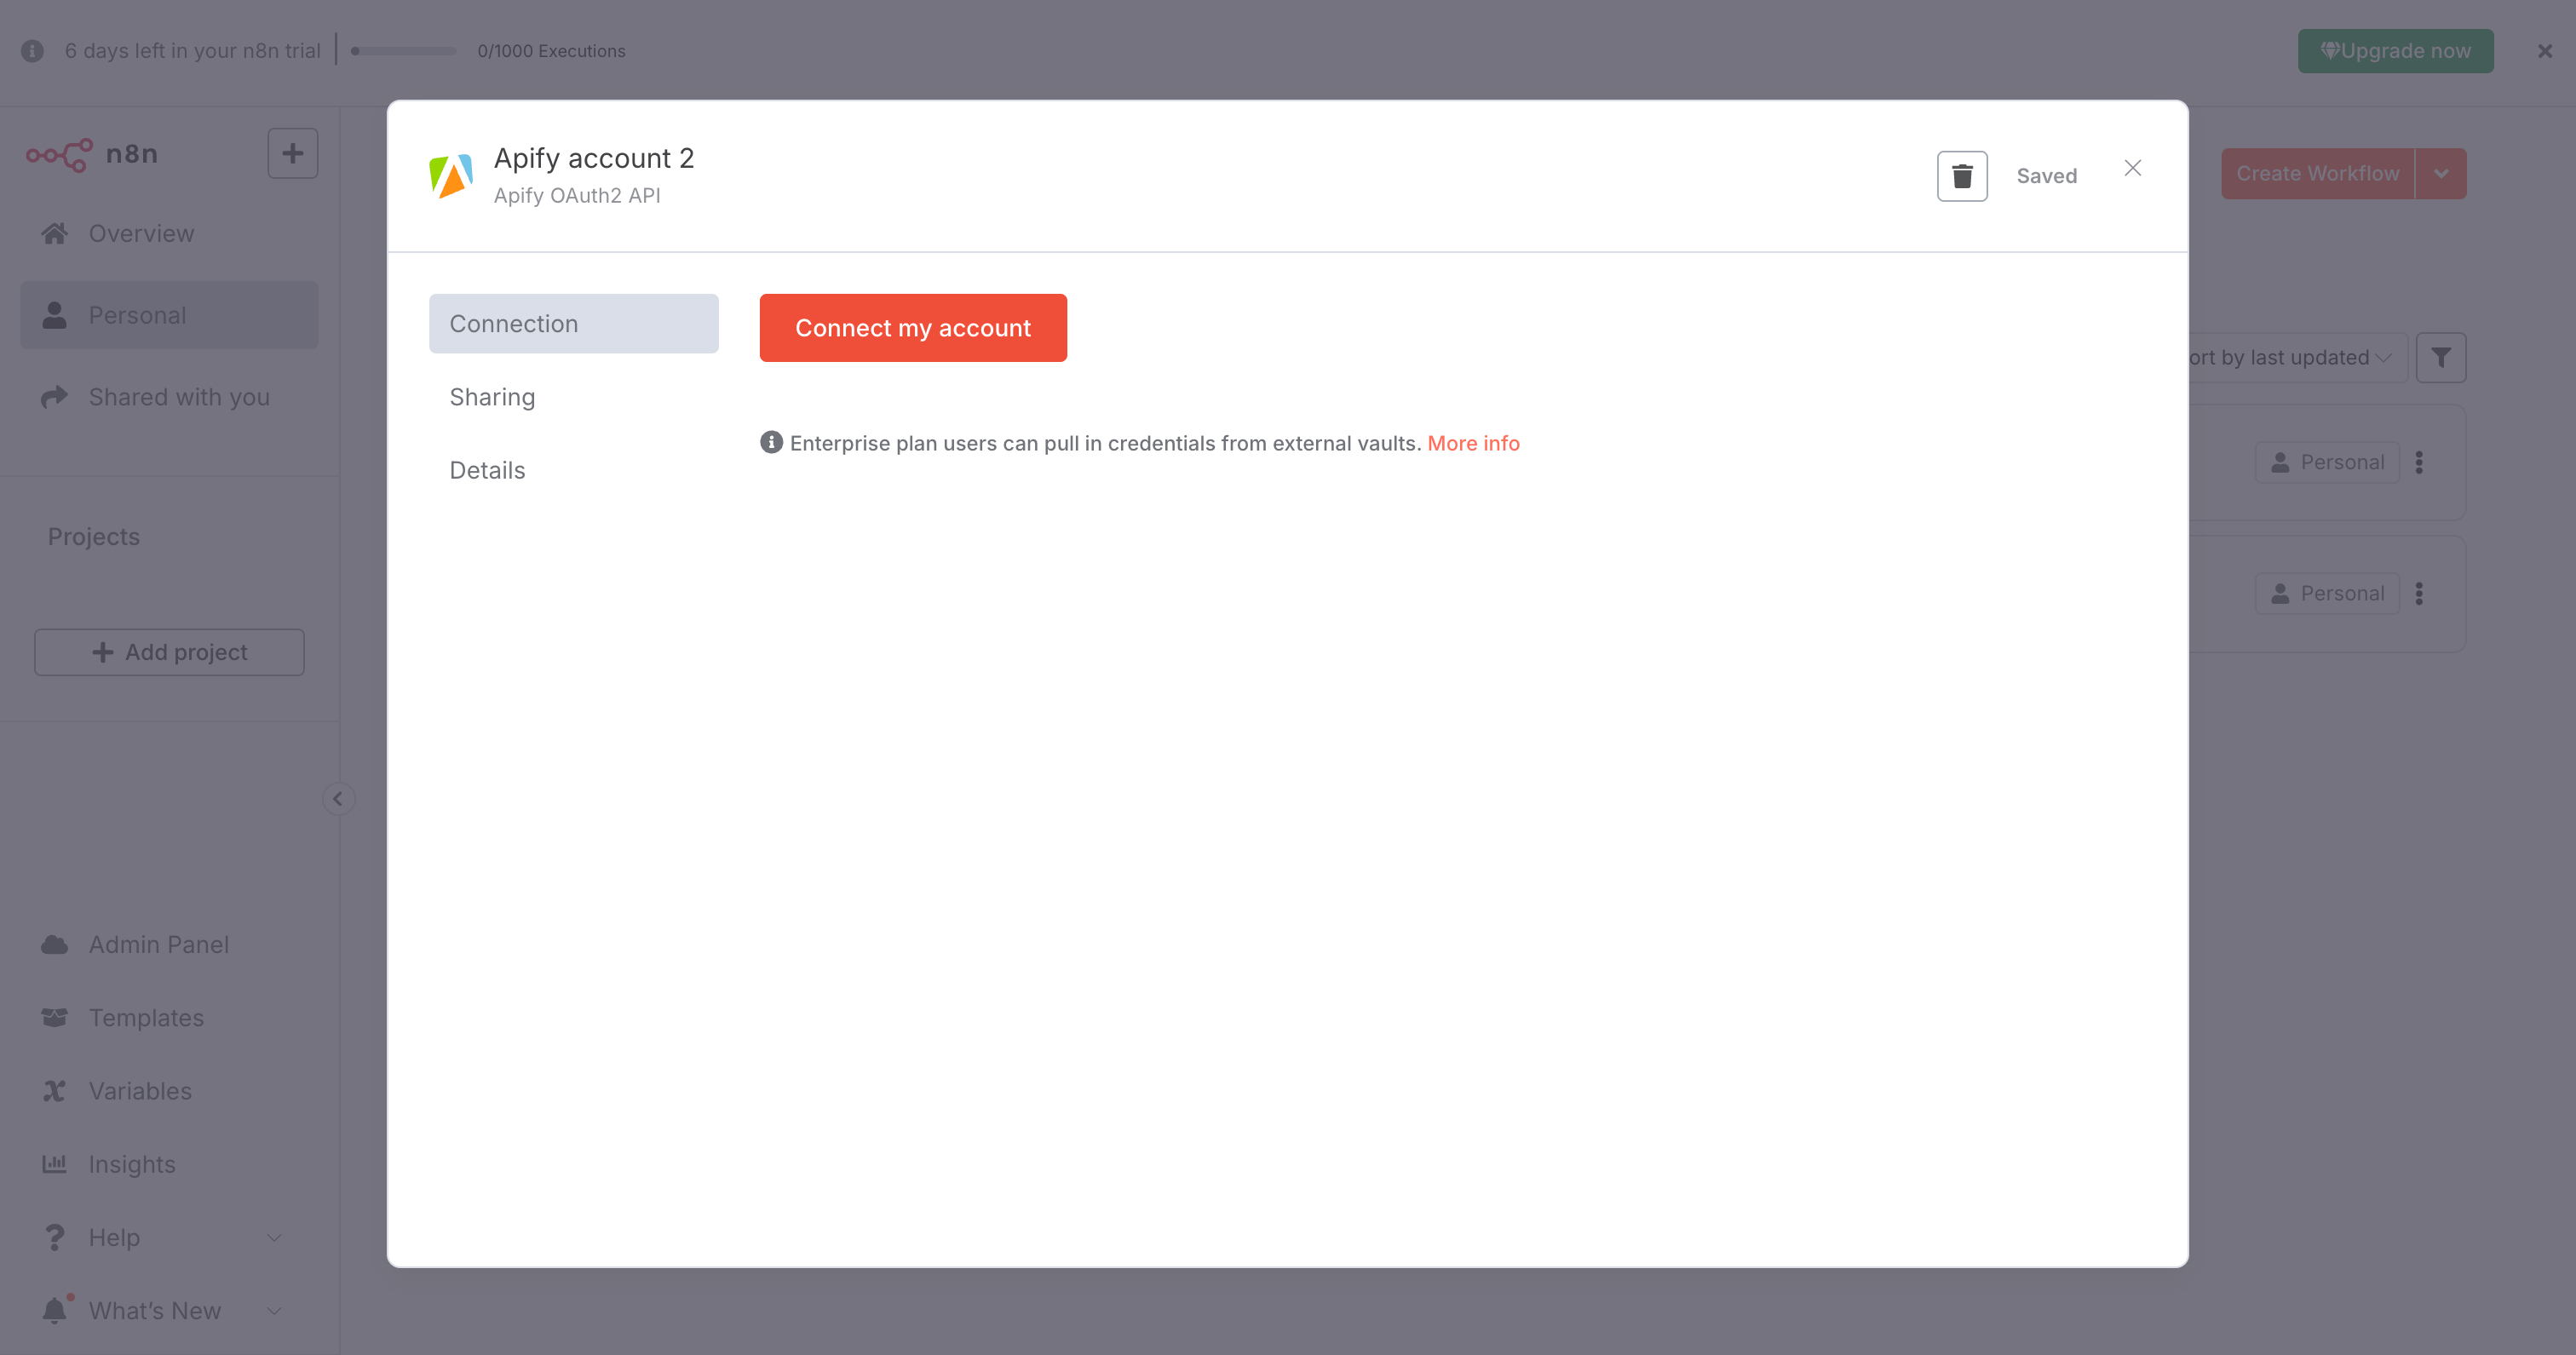 6 days left in your n8n trial
0/1000 Executions
Upgrade now
n8n
Overview
Personal
Shared with you
Projects
Add project
Admin Panel
Templates
Variables
Insights
Help
What's New
Apify account 2
Apify OAuth2 API
Saved
Connection
Sharing
Details
Connect my account
Enterprise plan users can pull in credentials from external vaults. More info
Create Workflow
ort by last updated
Personal
Personal